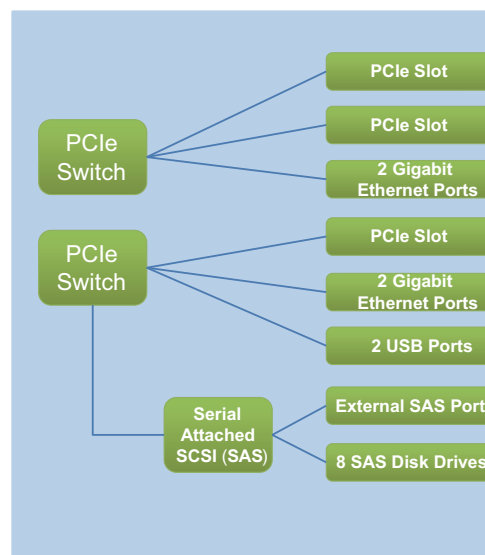 PCIe Slot
PCIe Slot
PCIe
Switch
2 Gigabit
Ethernet Ports
PCIe Slot
PCIe
Switch
2 Gigabit
Ethernet Ports
2 USB Ports
External SAS Port
Serial
Attached
SCSI (SAS)
8 SAS Disk Drives